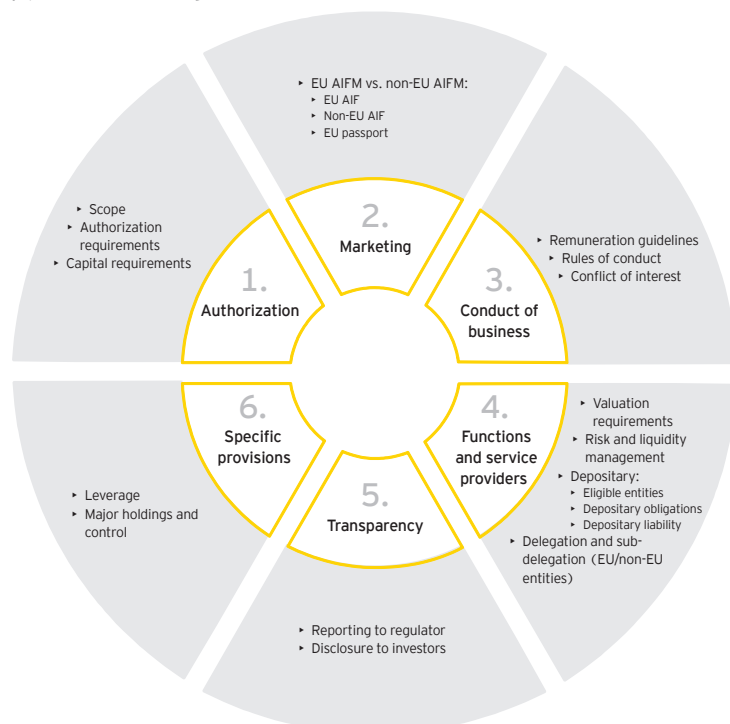 ▸ EU AIFM vs. non-EU AIFM:
▸ EU AIF
▸ Non-EU AIF
▸ EU passport
▸ Scope
▸ Authorization
requirements
▸ Capital requirements
1.
Authorization
2.
Marketing
3.
Conduct of
business
▸ Remuneration guidelines
▸ Rules of conduct
▸ Conflict of interest
4.
Functions
and service
providers
▸ Valuation
requirements
▸ Risk and liquidity
management
▸ Depositary:
▸ Eligible entities
▸ Depositary obligations
▸ Depositary liability
▸ Delegation and sub-
delegation (EU/non-EU
entities)
5.
Transparency
▸ Reporting to regulator
▸ Disclosure to investors
6.
Specific
provisions
▸ Leverage
▸ Major holdings and
control